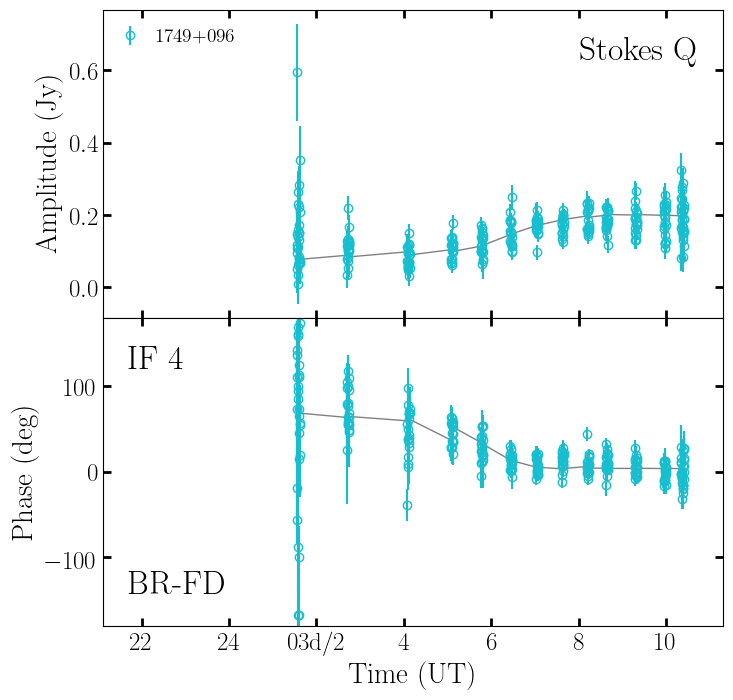 1749+096
Stokes Q
Amplitude (Jy)
0.6
0.4
0.2
0.0
IF 4
Phase (deg)
100
0
−100
BR-FD
22 24 03d/2 4 6 8 10
Time (UT)